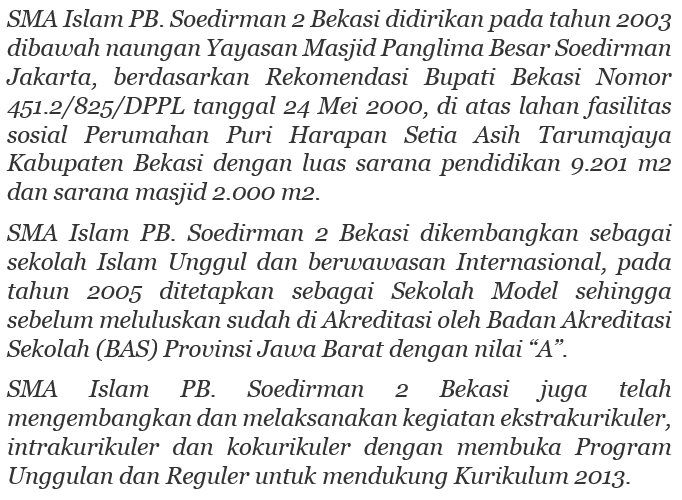 SMA Islam PB. Soedirman 2 Bekasi didirikan pada tahun 2003
dibawah naungan Yayasan Masjid Panglima Besar Soedirman
Jakarta, berdasarkan Rekomendasi Bupati Bekasi Nomor
451.2/825/DPPL tanggal 24 Mei 2000, di atas lahan fasilitas
sosial Perumahan Puri Harapan Setia Asih Tarumajaya
Kabupaten Bekasi dengan luas sarana pendidikan 9.201 m2
dan sarana masjid 2.000 m2.
SMA Islam PB. Soedirman 2 Bekasi dikembangkan sebagai
sekolah Islam Unggul dan berwawasan Internasional, pada
tahun 2005 ditetapkan sebagai Sekolah Model sehingga
sebelum meluluskan sudah di Akreditasi oleh Badan Akreditasi
Sekolah (BAS) Provinsi Jawa Barat dengan nilai “A”.
SMA Islam PB. Soedirman 2 Bekasi juga telah
mengembangkan dan melaksanakan kegiatan ekstrakurikuler,
intrakurikuler dan kokurikuler dengan membuka Program
Unggulan dan Reguler untuk mendukung Kurikulum 2013.